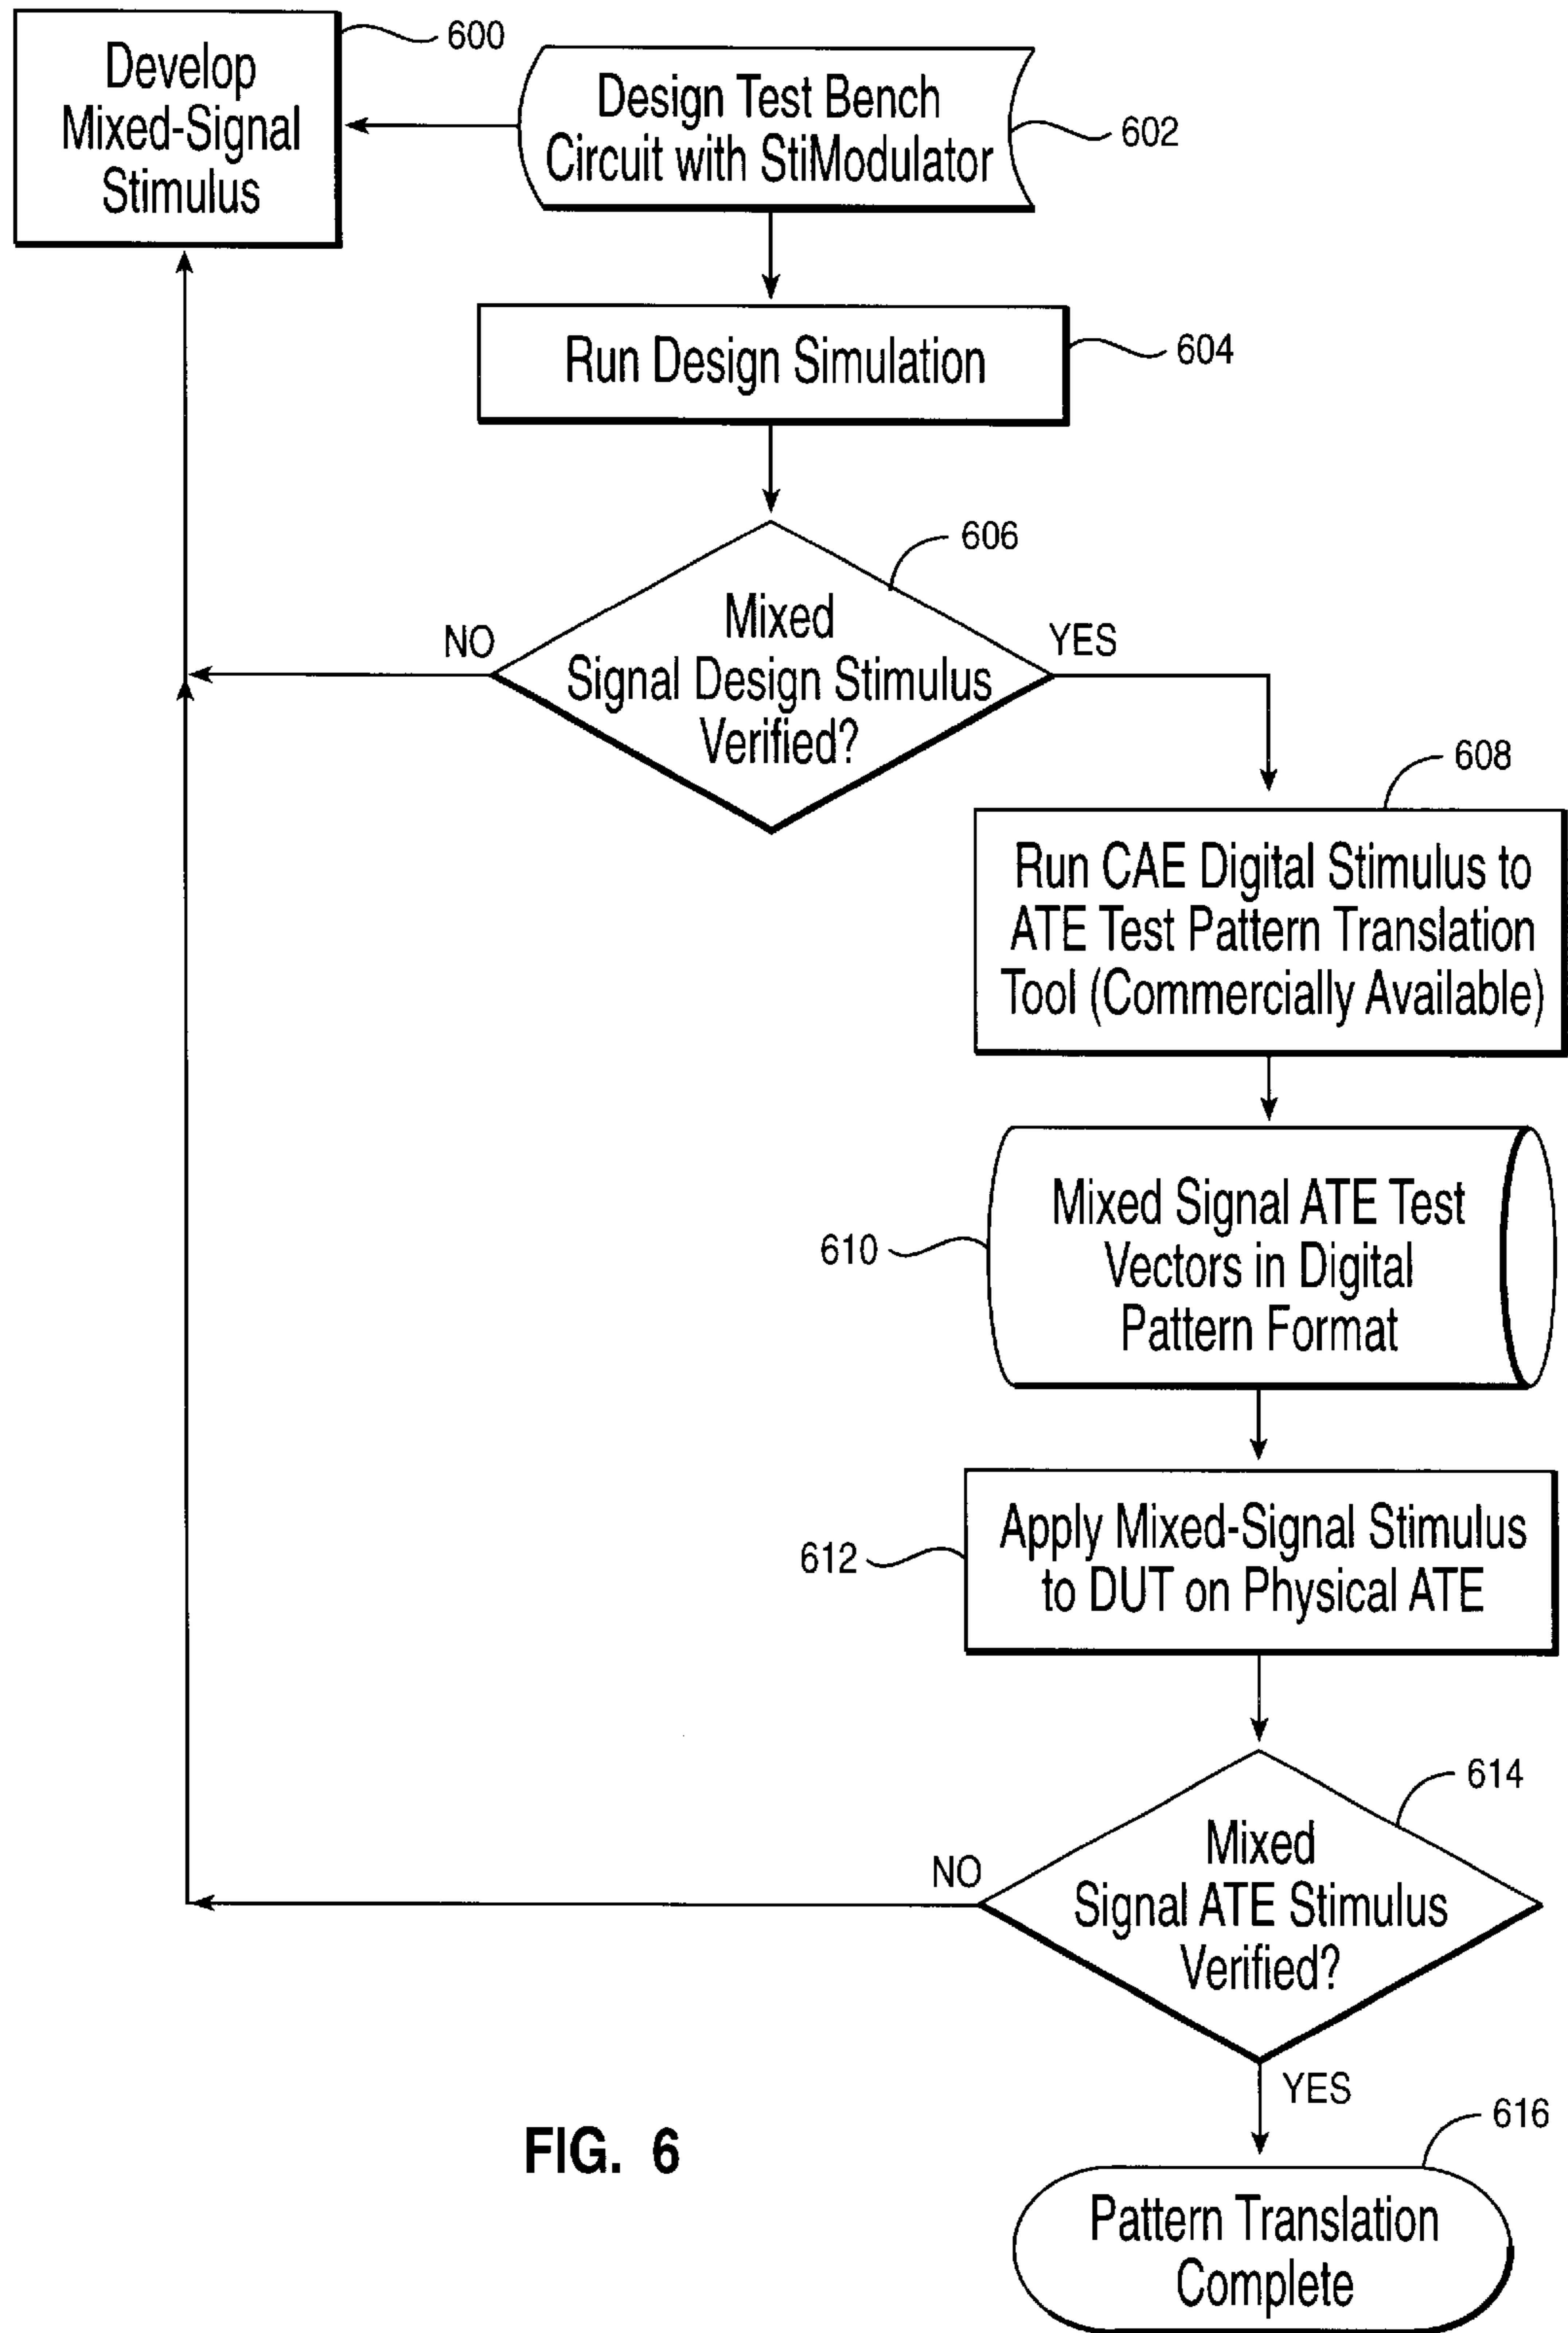 600
Develop
Mixed-Signal
Stimulus
Design Test Bench
Circuit with StiModulator
602
Run Design Simulation
604
606
Mixed
Signal Design Stimulus
Verified?
NO
YES
608
Run CAE Digital Stimulus to
ATE Test Pattern Translation
Tool (Commercially Available)
610
Mixed Signal ATE Test
Vectors in Digital
Pattern Format
612
Apply Mixed-Signal Stimulus
to DUT on Physical ATE
614
Mixed
Signal ATE Stimulus
Verified?
NO
YES
616
Pattern Translation
Complete
FIG. 6